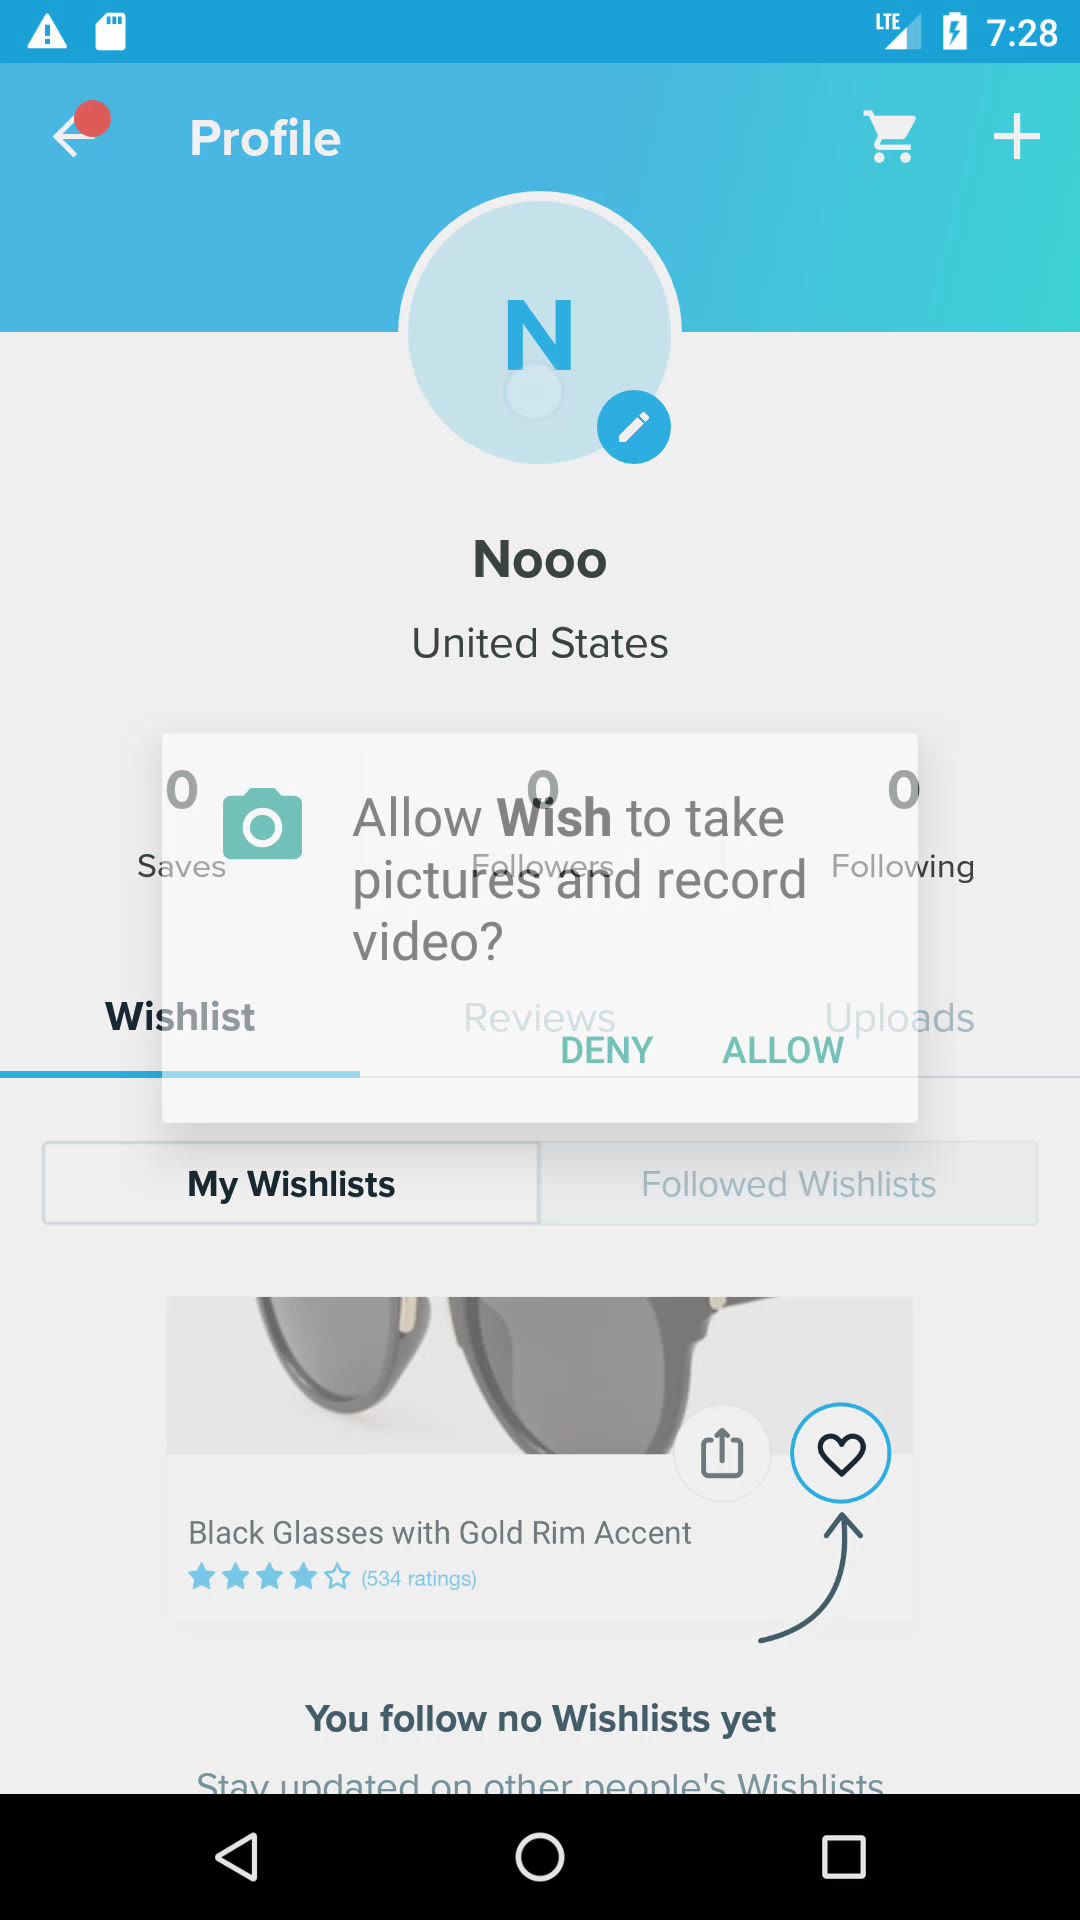 LTE 7:28
Profile
N
Nooo
United States
0 0 0
Saves Followers Following
Allow Wish to take
pictures and record
video?
Wishlist Reviews Uploads
DENY ALLOW
My Wishlists Followed Wishlists
Black Glasses with Gold Rim Accent
(534 ratings)
You follow no Wishlists yet
Stay updated on other people's Wishlists